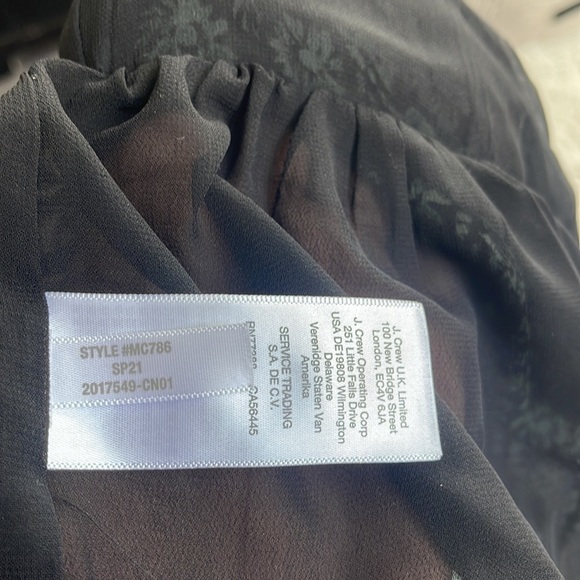 STYLE #MC786
SP21
2017549-CN01
J. Crew U.K. Limited
100 New Bridge Street
London, EC4V 6JA
J. Crew Operating Corp
251 Little Falls Drive
USA DE19808 Wilmington
Delaware
Verenidge Staten Van
Amerika
SERVICE TRADING
S.A. DE C.V.
CA56445